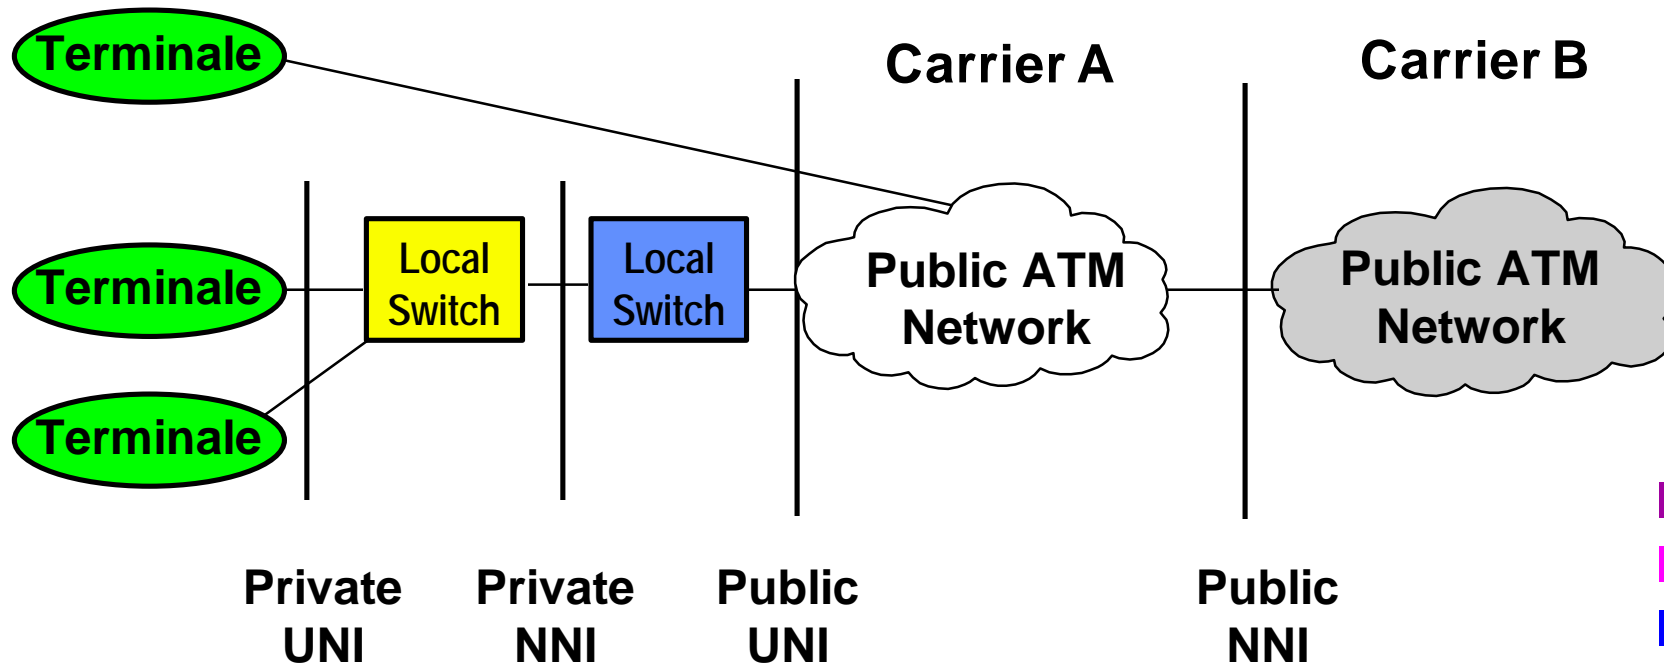 Terminale
Carrier A
Carrier B
Terminale
Local
Switch
Local
Switch
Public ATM
Network
Public ATM
Network
Terminale
Private
UNI
Private
NNI
Public
UNI
Public
NNI